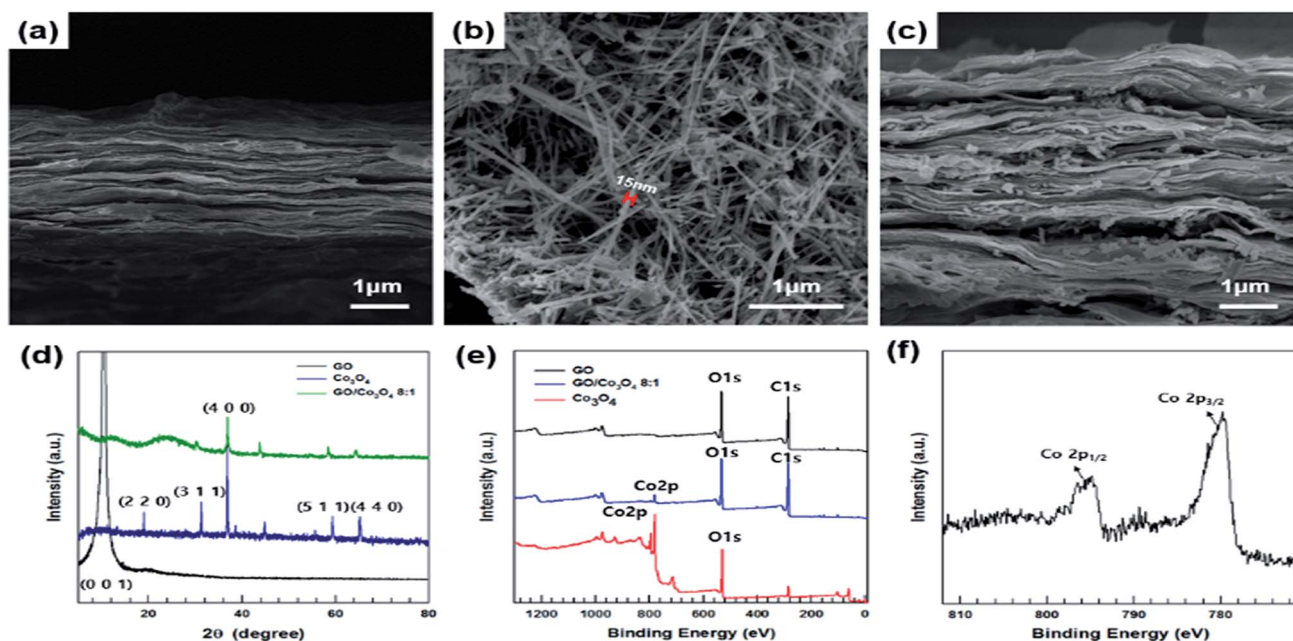 (a)
1μm
(b)
15nm
1μm
(c)
1μm
(d)
GO
Co₃O₄
GO/Co₃O₄ 8:1
(4 0 0)
(2 2 0)
(3 1 1)
(5 1 1)
(4 4 0)
(0 0 1)
Intensity (a.u.)
20 40 60 80
2θ (degree)
(e)
GO
GO/Co₃O₄ 8:1
Co₃O₄
O1s
C1s
O1s
C1s
Co2p
Co2p
O1s
Intensity (a.u.)
1200 1000 800 600 400 200 0
Binding Energy (eV)
(f)
Co 2p₃/₂
Co 2p₁/₂
Intensity (a.u.)
810 800 790 780
Binding Energy (eV)